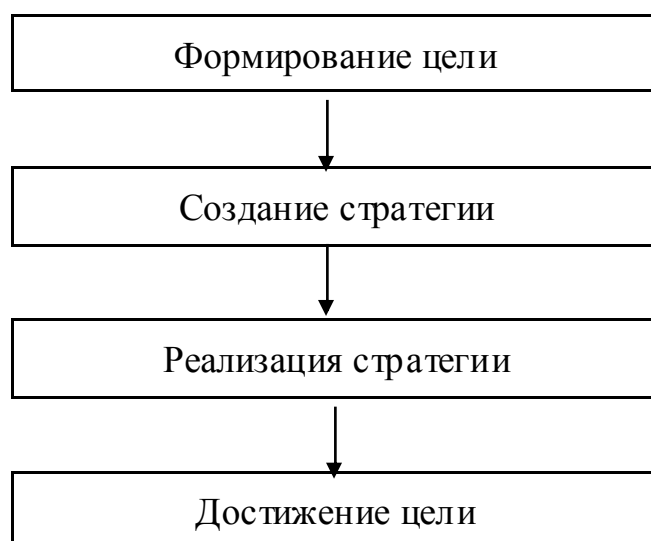 Формирование цели
Создание стратегии
Реализация стратегии
Достижение цели